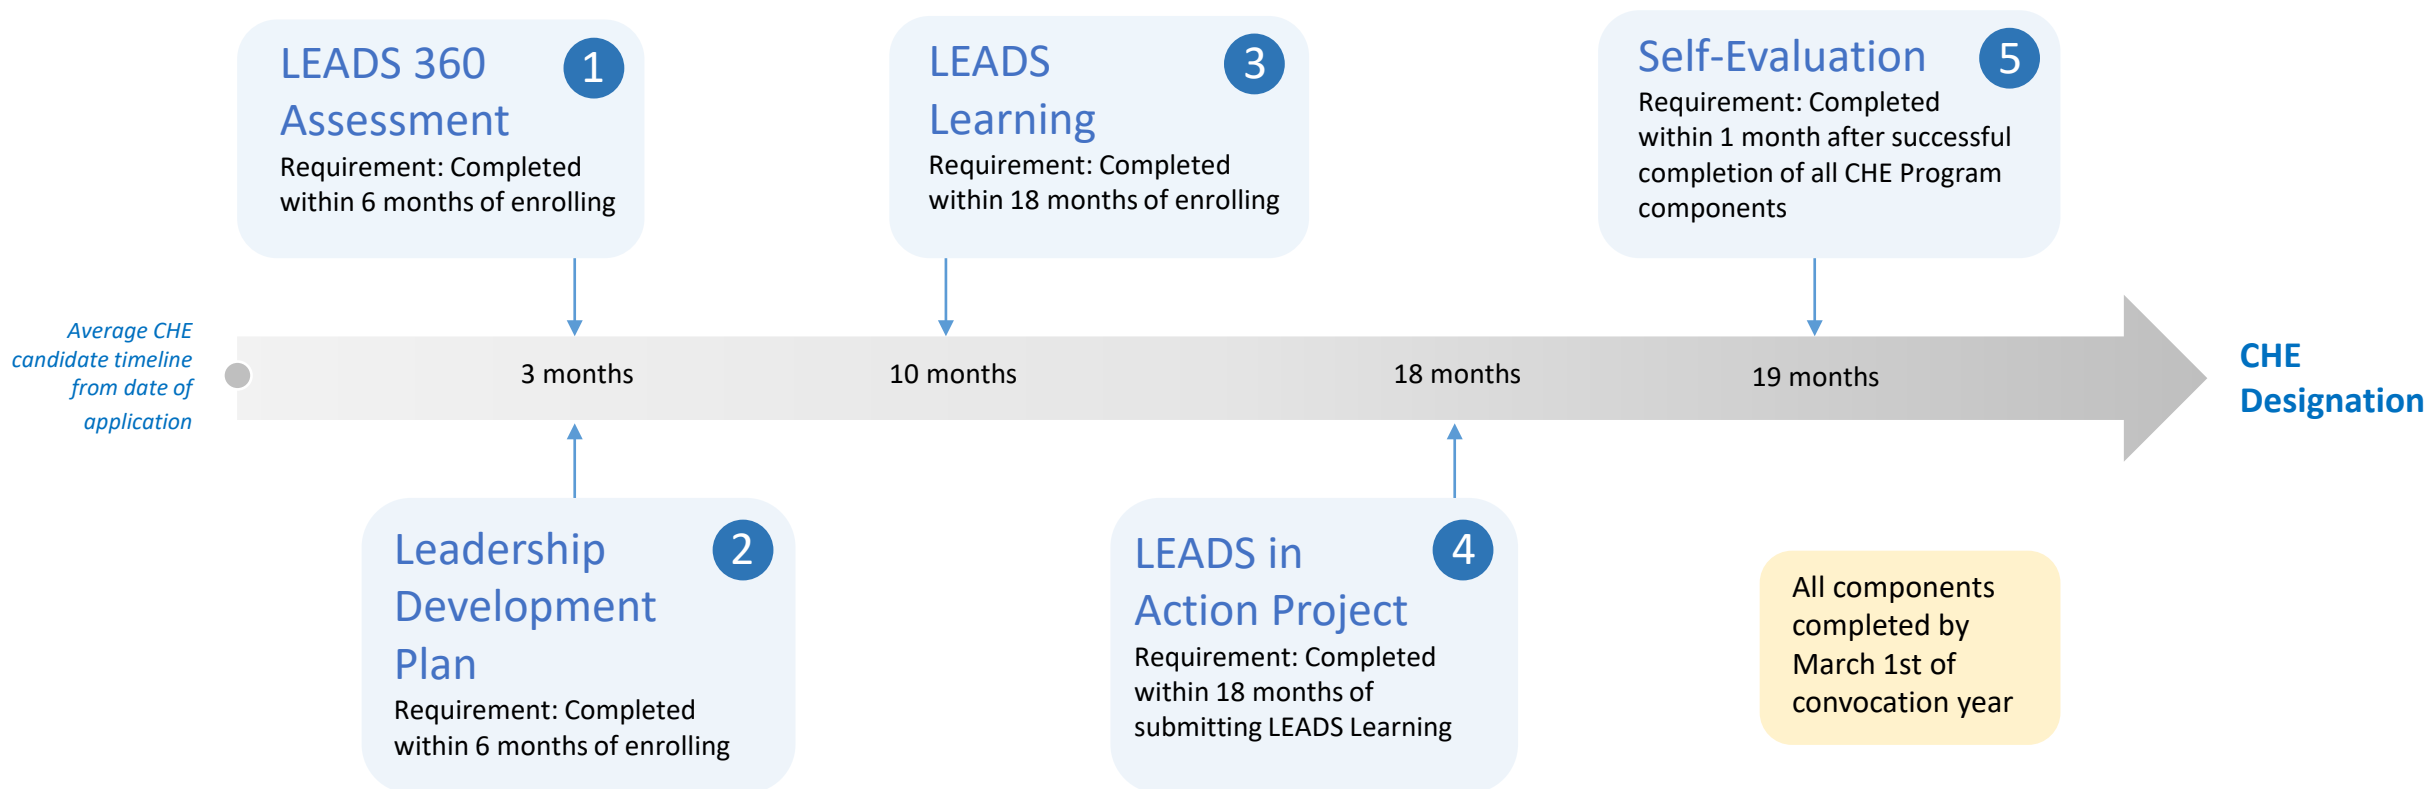 LEADS 360
Assessment
1
Requirement: Completed
within 6 months of enrolling
LEADS
Learning
3
Requirement: Completed
within 18 months of enrolling
Self-Evaluation
5
Requirement: Completed
within 1 month after successful
completion of all CHE Program
components
Average CHE
candidate timeline
from date of
application
3 months
10 months
18 months
19 months
CHE
Designation
Leadership
Development
Plan
2
Requirement: Completed
within 6 months of enrolling
LEADS in
Action Project
4
Requirement: Completed
within 18 months of
submitting LEADS Learning
All components
completed by
March 1st of
convocation year